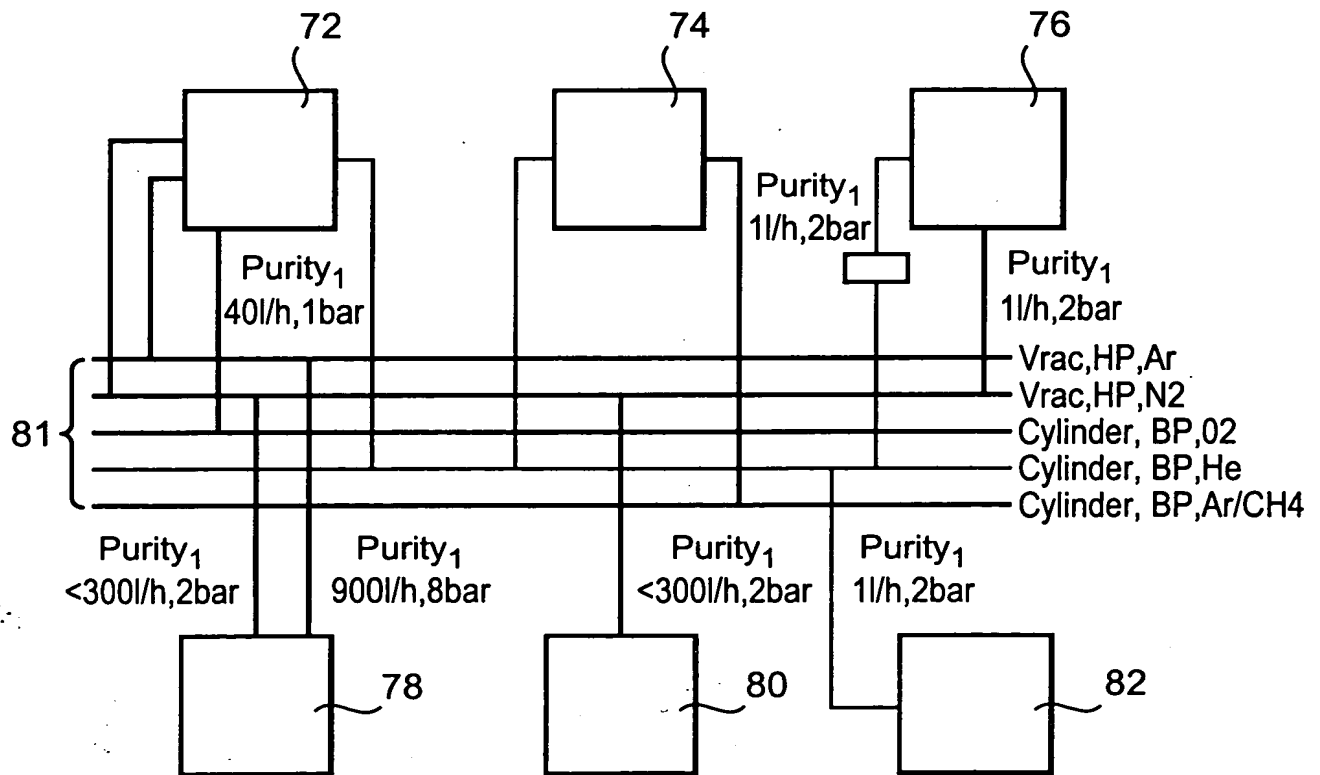 72
74
76
Purity1
1l/h,2bar
Purity1
40l/h,1bar
Purity1
1l/h,2bar
Vrac,HP,Ar
Vrac,HP,N2
81
Cylinder, BP,02
Cylinder, BP,He
Cylinder, BP,Ar/CH4
Purity1
<300l/h,2bar
Purity1
900l/h,8bar
Purity1
<300l/h,2bar
Purity1
1l/h,2bar
78
80
82